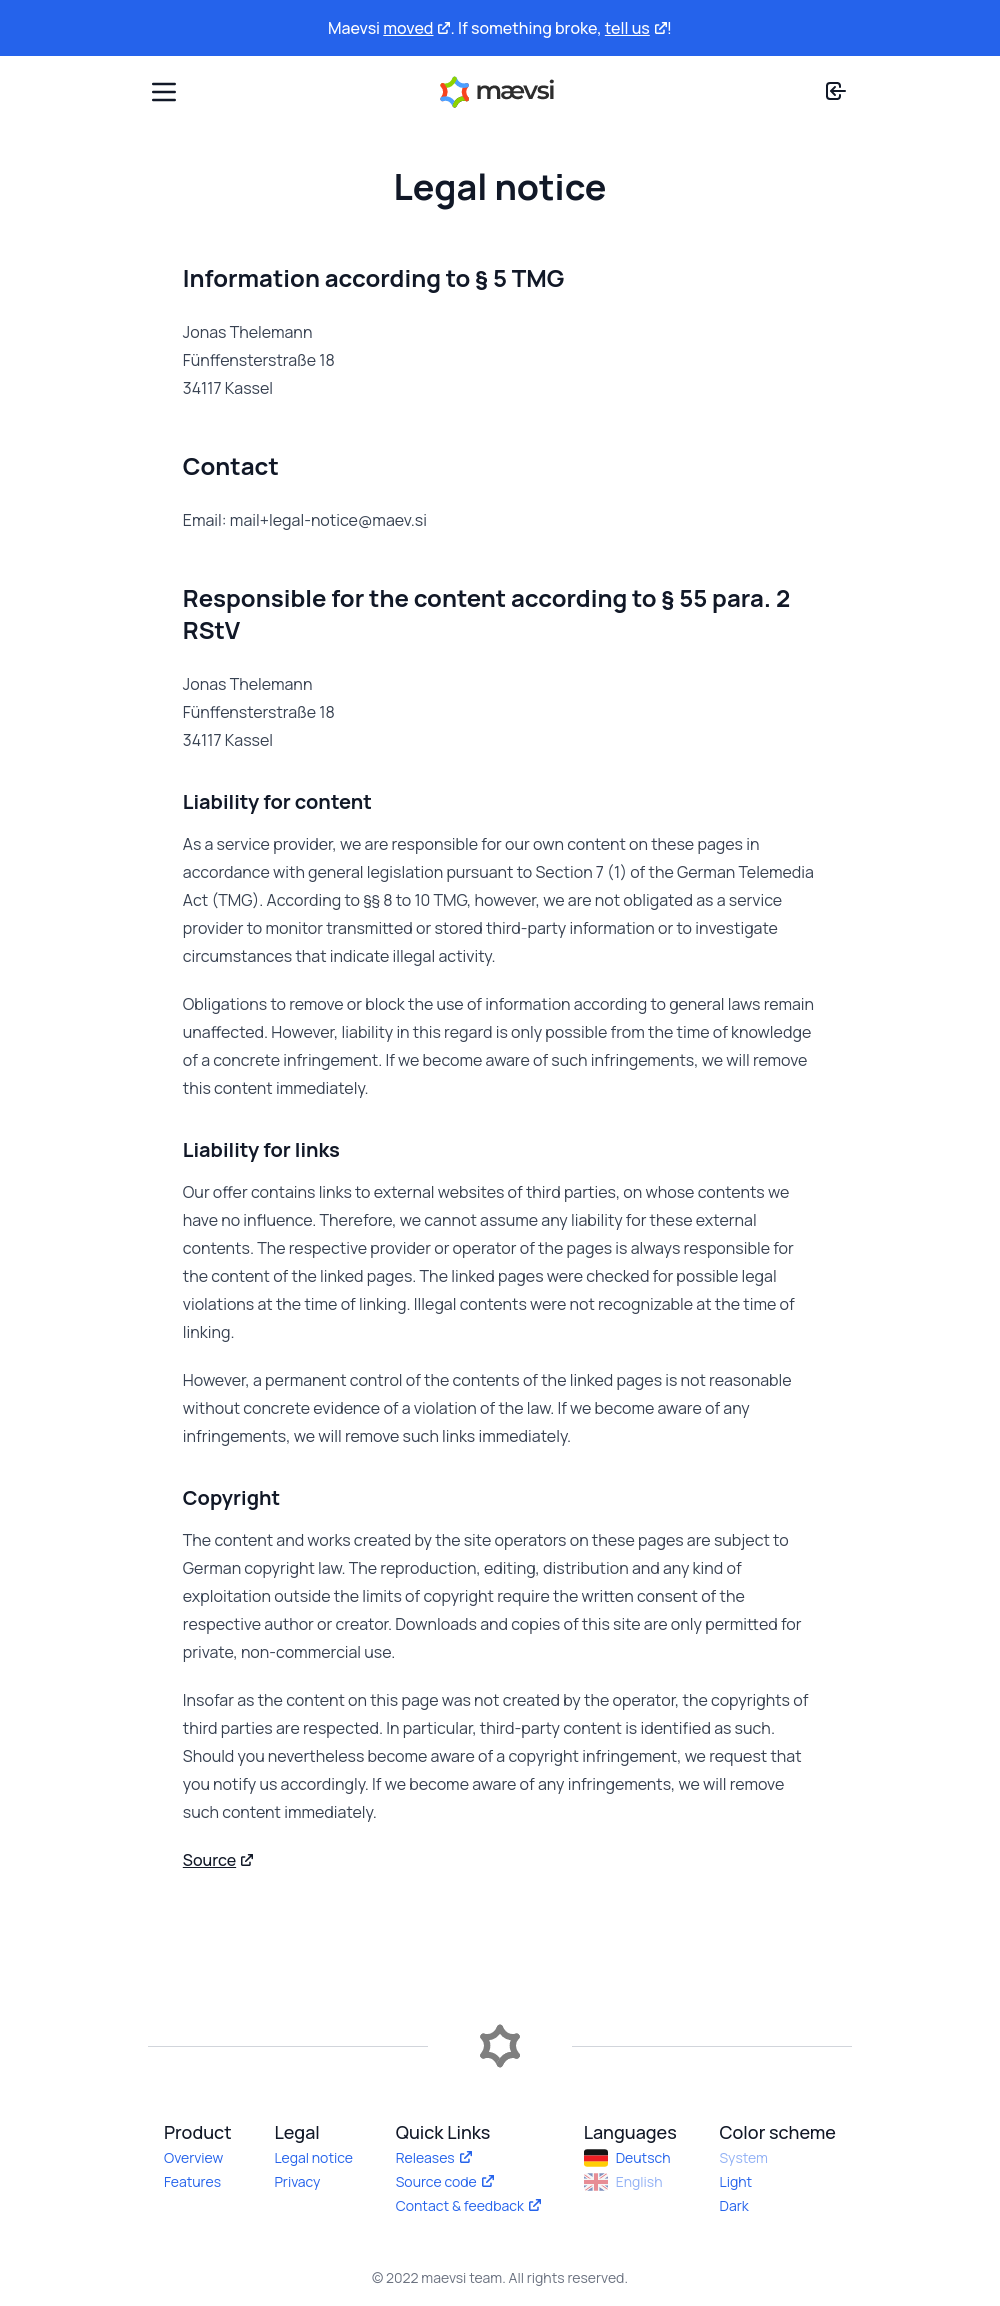 Maevsi moved. If something broke, tell us!
mævsi
Legal notice
Information according to § 5 TMG
Jonas Thelemann
Fünffensterstraße 18
34117 Kassel
Contact
Email: mail+legal-notice@maev.si
Responsible for the content according to § 55 para. 2
RStV
Jonas Thelemann
Fünffensterstraße 18
34117 Kassel
Liability for content
As a service provider, we are responsible for our own content on these pages in
accordance with general legislation pursuant to Section 7 (1) of the German Telemedia
Act (TMG). According to §§ 8 to 10 TMG, however, we are not obligated as a service
provider to monitor transmitted or stored third-party information or to investigate
circumstances that indicate illegal activity.
Obligations to remove or block the use of information according to general laws remain
unaffected. However, liability in this regard is only possible from the time of knowledge
of a concrete infringement. If we become aware of such infringements, we will remove
this content immediately.
Liability for links
Our offer contains links to external websites of third parties, on whose contents we
have no influence. Therefore, we cannot assume any liability for these external
contents. The respective provider or operator of the pages is always responsible for
the content of the linked pages. The linked pages were checked for possible legal
violations at the time of linking. Illegal contents were not recognizable at the time of
linking.
However, a permanent control of the contents of the linked pages is not reasonable
without concrete evidence of a violation of the law. If we become aware of any
infringements, we will remove such links immediately.
Copyright
The content and works created by the site operators on these pages are subject to
German copyright law. The reproduction, editing, distribution and any kind of
exploitation outside the limits of copyright require the written consent of the
respective author or creator. Downloads and copies of this site are only permitted for
private, non-commercial use.
Insofar as the content on this page was not created by the operator, the copyrights of
third parties are respected. In particular, third-party content is identified as such.
Should you nevertheless become aware of a copyright infringement, we request that
you notify us accordingly. If we become aware of any infringements, we will remove
such content immediately.
Source
Product
Overview
Features
Legal
Legal notice
Privacy
Quick Links
Releases
Source code
Contact & feedback
Languages
Deutsch
English
Color scheme
System
Light
Dark
© 2022 maevsi team. All rights reserved.